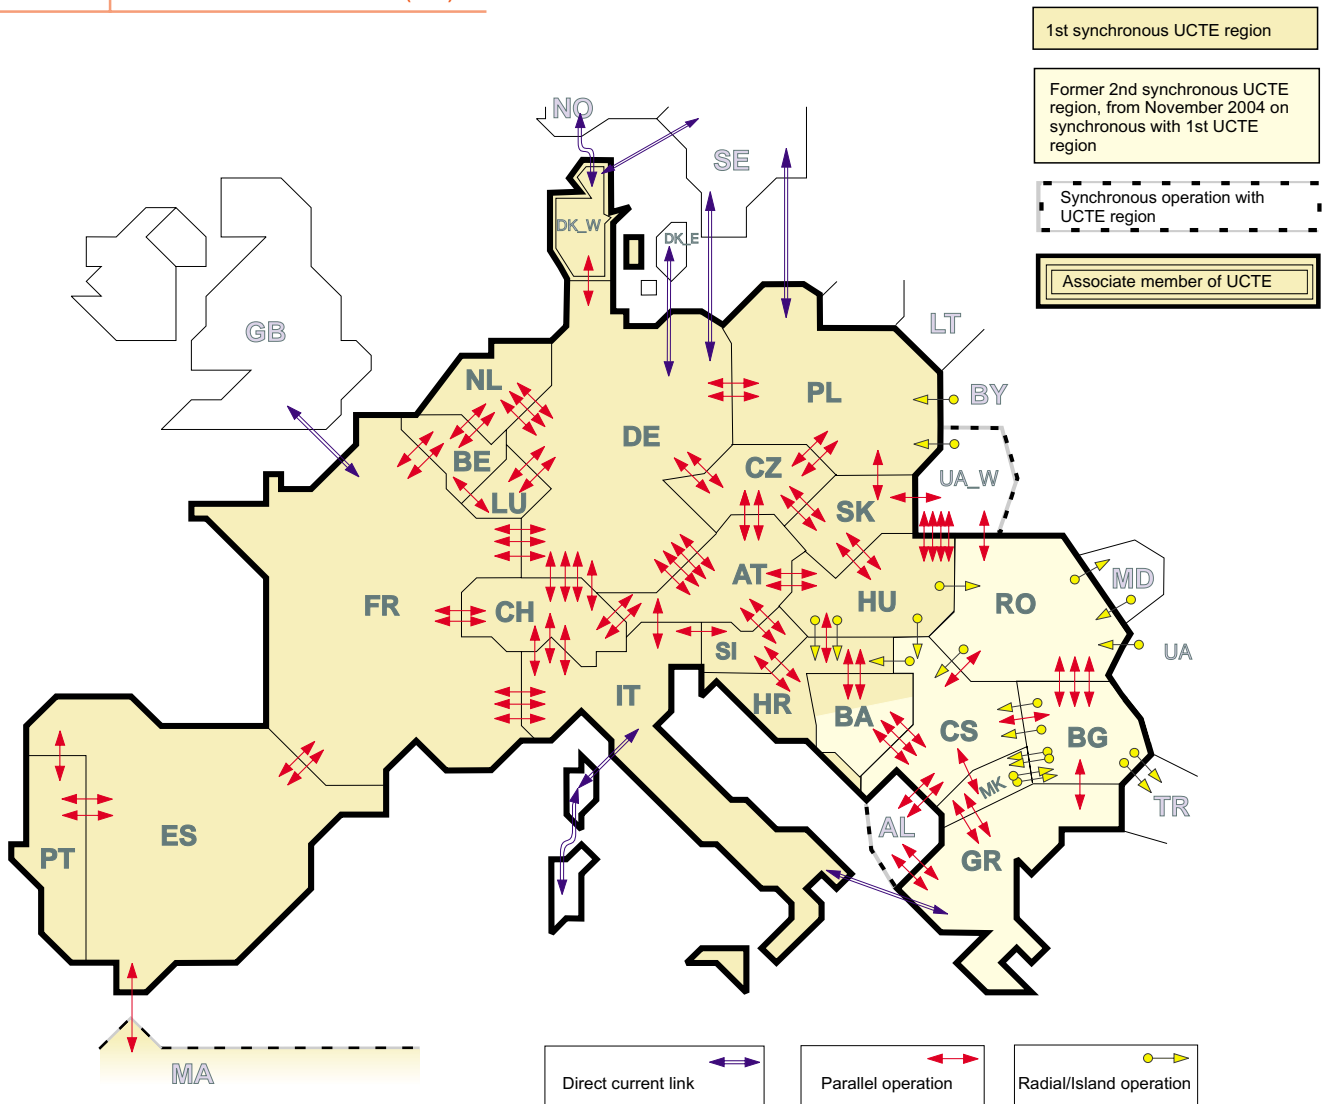 1st synchronous UCTE region
Former 2nd synchronous UCTE
region, from November 2004 on
synchronous with 1st UCTE
region
Synchronous operation with
UCTE region
Associate member of UCTE
NO
SE
DK_W
DK_E
GB
LT
NL
PL
BY
DE
BE
CZ
UA_W
LU
SK
AT
MD
FR
CH
HU
RO
SI
UA
IT
HR
BA
CS
BG
MK
TR
AL
ES
PT
GR
MA
Direct current link
Parallel operation
Radial/Island operation